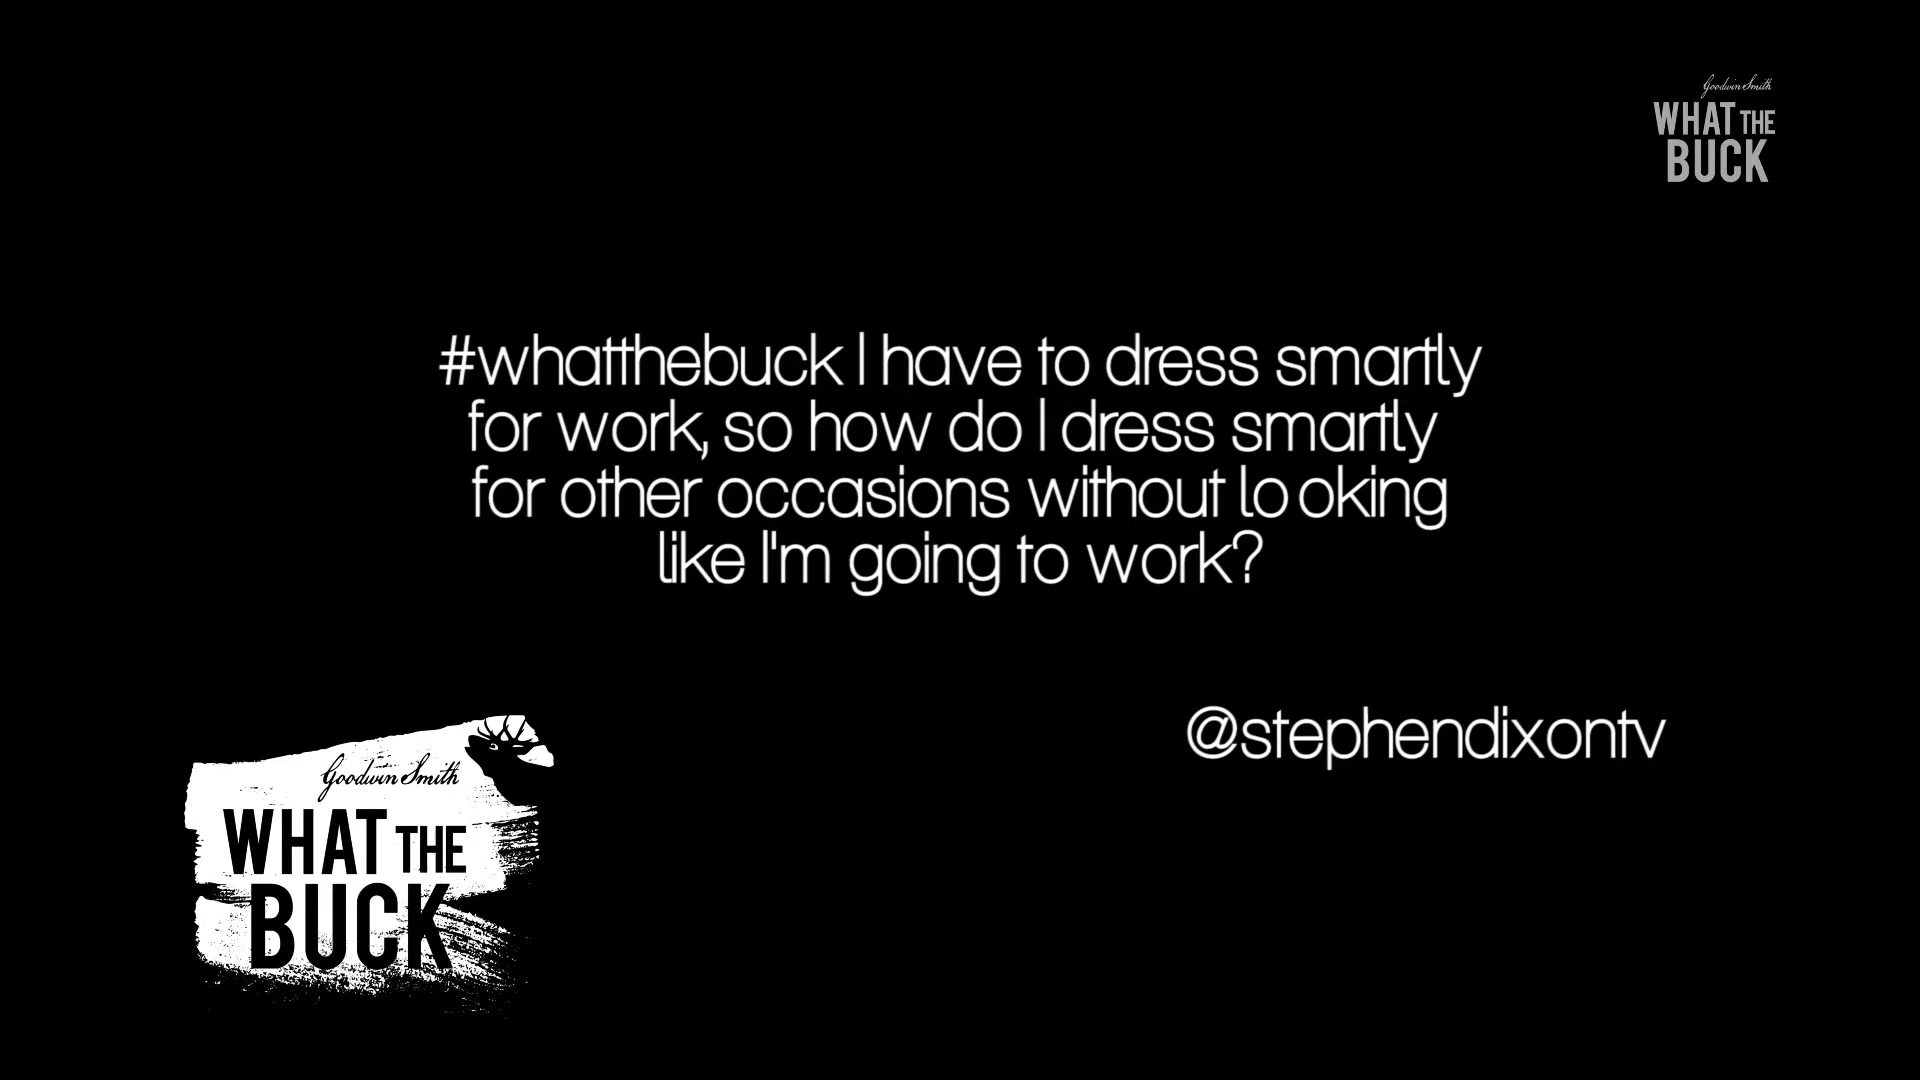 Goodwin Smith
WHAT THE
BUCK
#whatthebuck I have to dress smartly
for work, so how do I dress smartly
for other occasions without looking
like I'm going to work?
@stephendixontv
Goodwin Smith
WHAT THE
BUCK